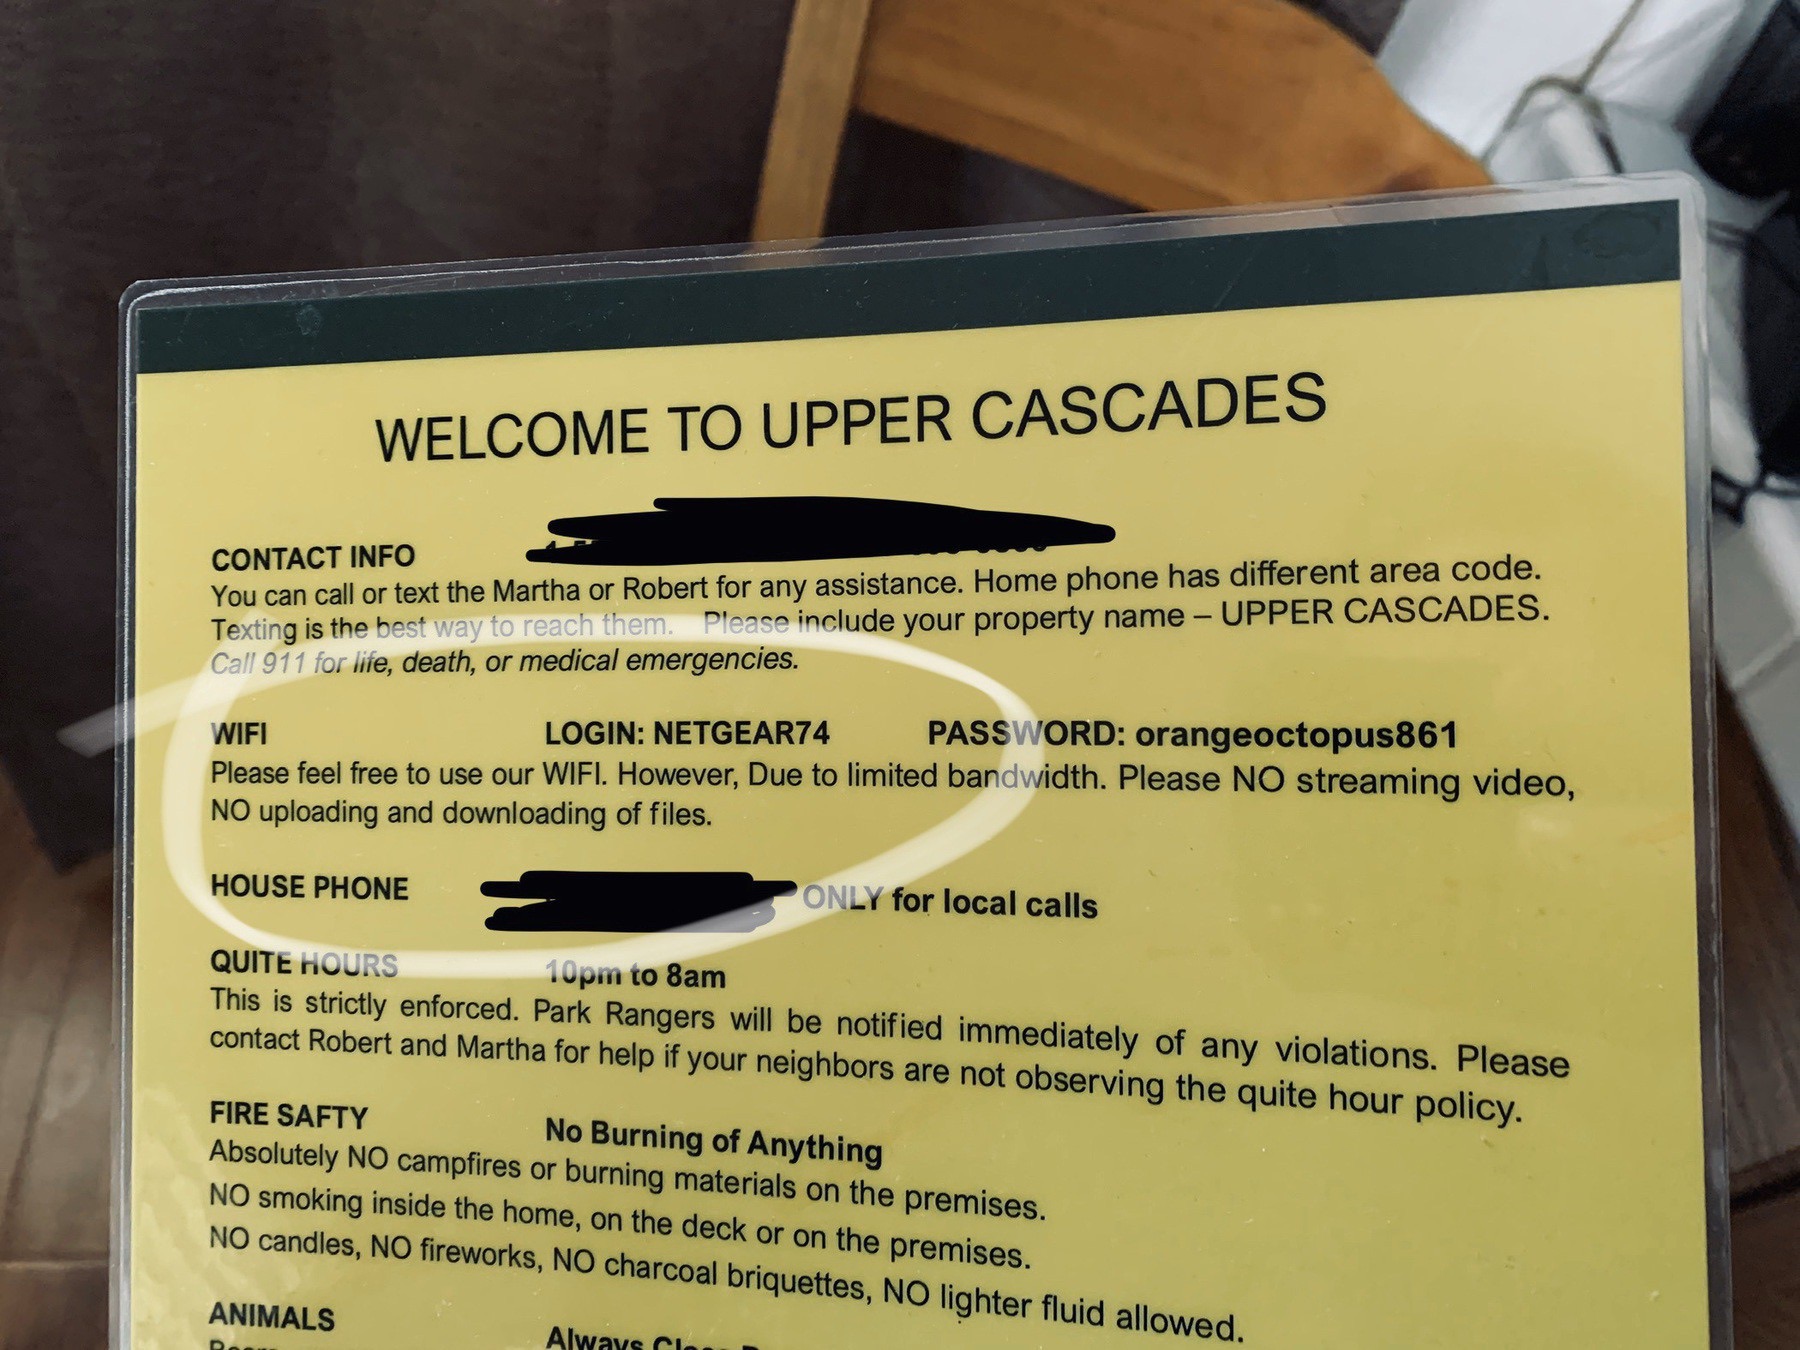 WELCOME TO UPPER CASCADES
CONTACT INFO
You can call or text the Martha or Robert for any assistance. Home phone has different area code.
Texting is the best way to reach them. Please include your property name – UPPER CASCADES.
Call 911 for life, death, or medical emergencies.
WIFI LOGIN: NETGEAR74 PASSWORD: orangeoctopus861
Please feel free to use our WIFI. However, Due to limited bandwidth. Please NO streaming video,
NO uploading and downloading of files.
HOUSE PHONE ONLY for local calls
QUITE HOURS 10pm to 8am
This is strictly enforced. Park Rangers will be notified immediately of any violations. Please
contact Robert and Martha for help if your neighbors are not observing the quite hour policy.
FIRE SAFTY No Burning of Anything
Absolutely NO campfires or burning materials on the premises.
NO smoking inside the home, on the deck or on the premises.
NO candles, NO fireworks, NO charcoal briquettes, NO lighter fluid allowed.
ANIMALS Always